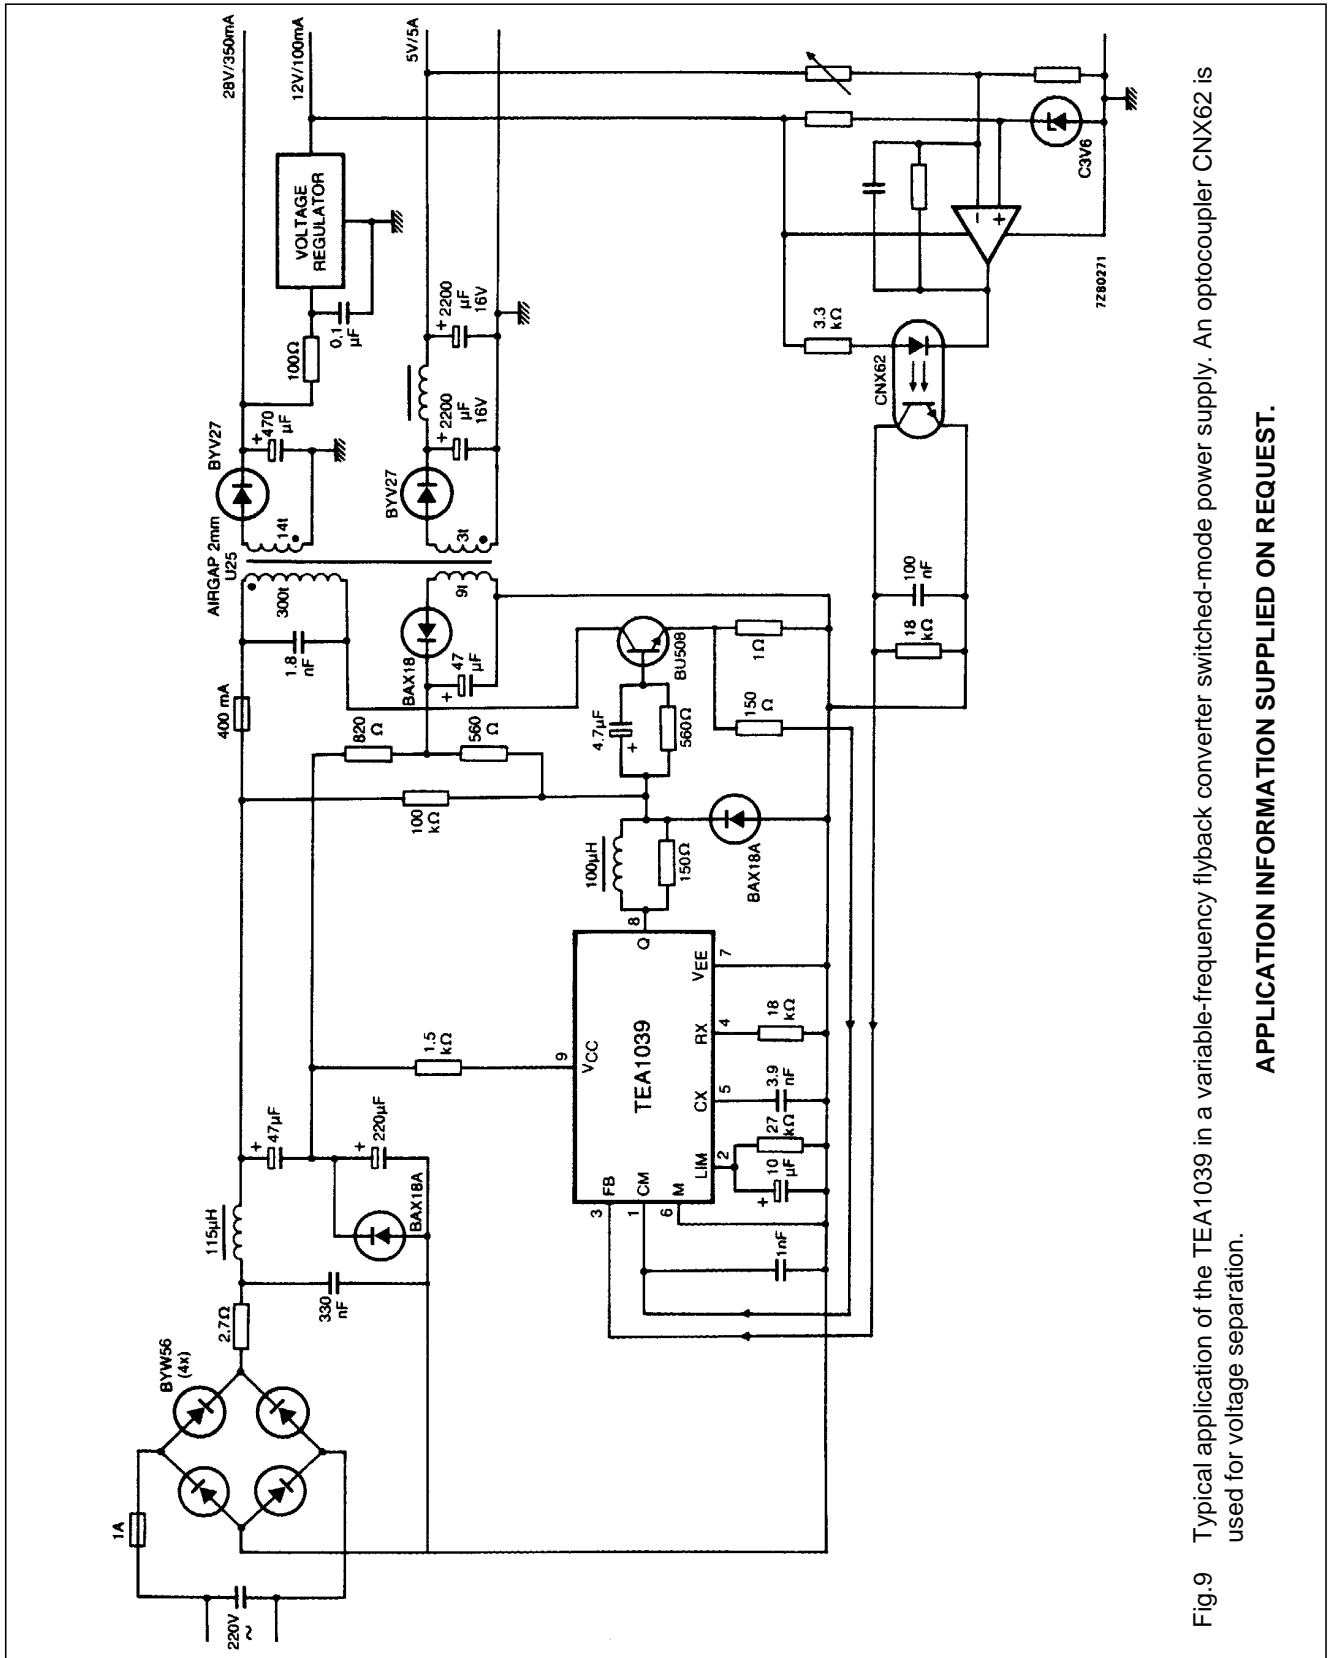 220V
~
1A
BYW56
(4x)
2.7Ω
330
nF
115µH
+
47µF
+
220µF
BAX18A
1.5
kΩ
400 mA
100
kΩ
820
Ω
560
Ω
1.8
nF
AIRGAP 2mm
U25
300t
14t
9t
3t
BAX18
+
47
µF
BYV27
+
470
µF
100Ω
0,1
µF
VOLTAGE
REGULATOR
28V/350mA
12V/100mA
5V/5A
BYV27
+
2200
µF
16V
+
2200
µF
16V
TEA1039
VCC
9
FB
3
CM
1
M
6
LIM
2
CX
5
RX
4
VEE
7
Q
8
1nF
+
10
µF
27
kΩ
3.9
nF
18
kΩ
100µH
150Ω
BAX18A
4.7µF
+
560Ω
BU508
150
Ω
1Ω
18
kΩ
100
nF
CNX62
3.3
kΩ
−
+
C3V6
7Z80271
Fig.9 Typical application of the TEA1039 in a variable-frequency flyback converter switched-mode power supply. An optocoupler CNX62 is
used for voltage separation.
APPLICATION INFORMATION SUPPLIED ON REQUEST.